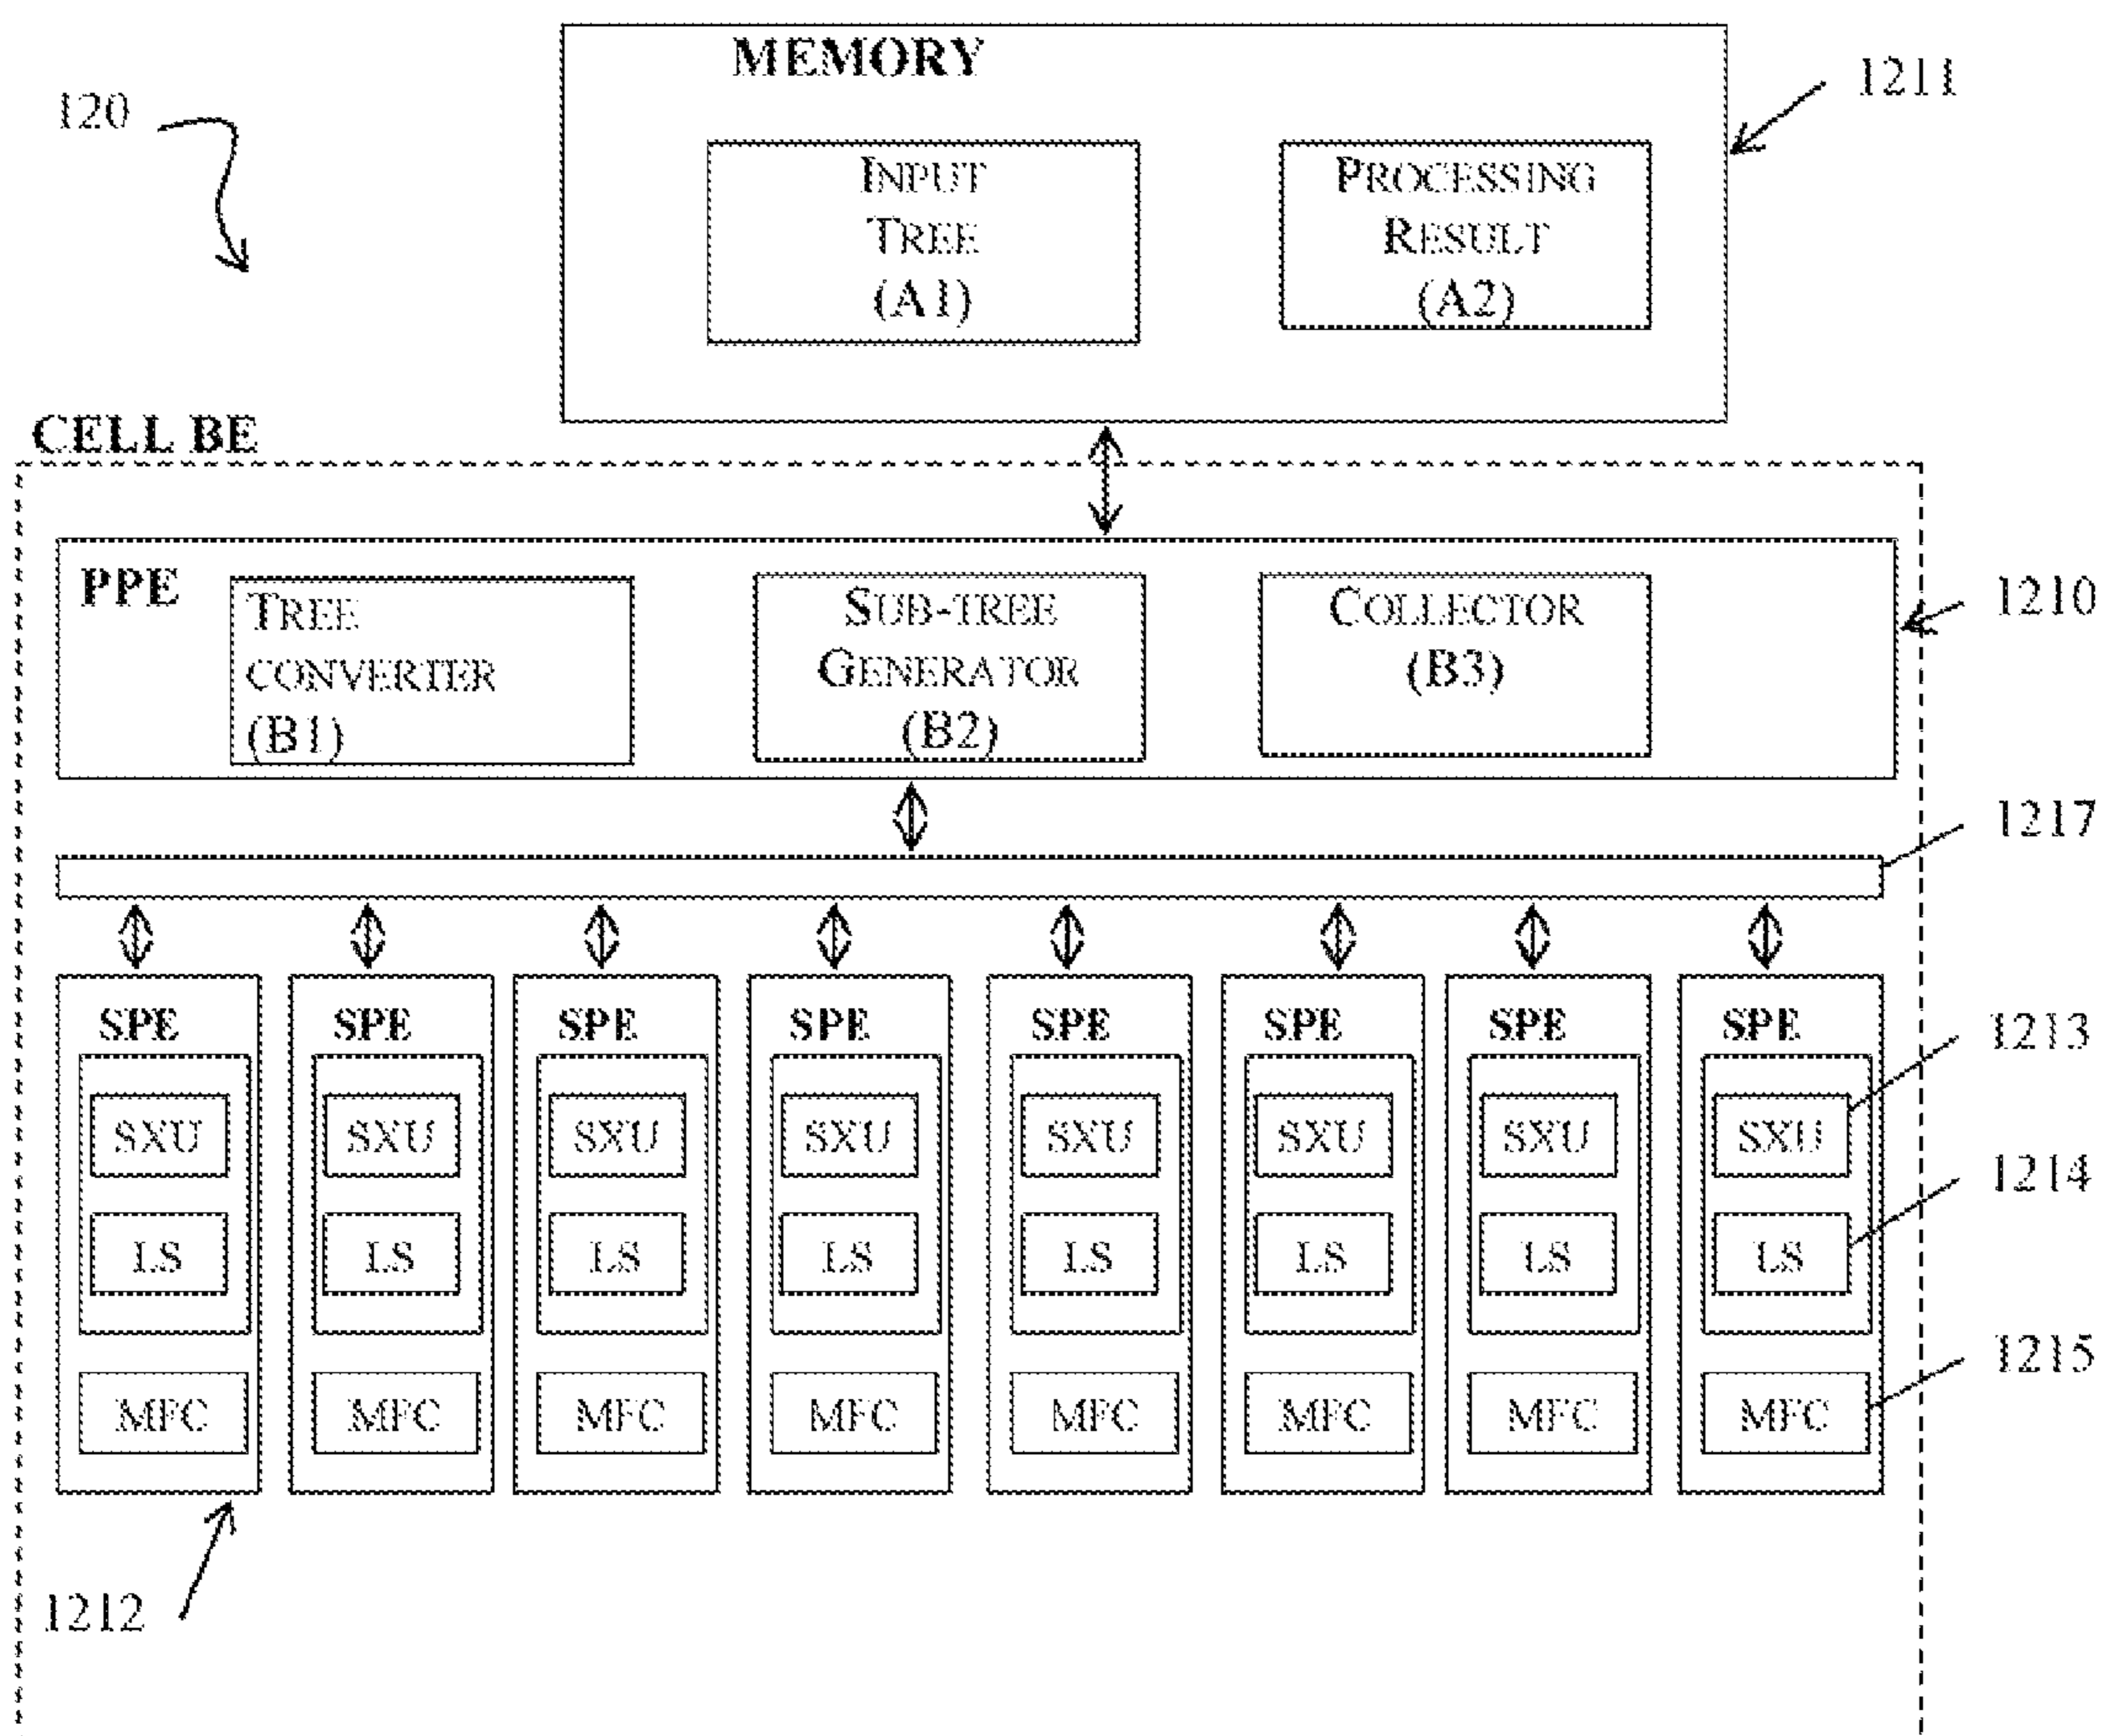 MEMORY
1211
120
INPUT
TREE
(A1)
PROCESSING
RESULT
(A2)
CELL BE
PPE
TREE
CONVERTER
(B1)
SUB-TREE
GENERATOR
(B2)
COLLECTOR
(B3)
1210
1217
SPE SPE SPE SPE SPE SPE SPE SPE
1213
SXU SXU SXU SXU SXU SXU SXU SXU
1214
LS LS LS LS LS LS LS LS
1215
MFC MFC MFC MFC MFC MFC MFC MFC
1212